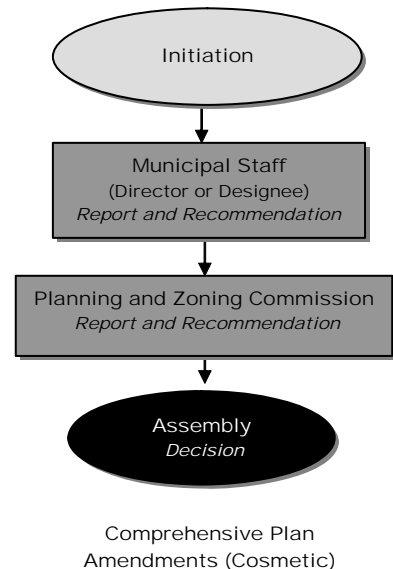 Initiation
Municipal Staff
(Director or Designee)
Report and Recommendation
Planning and Zoning Commission
Report and Recommendation
Assembly
Decision
Comprehensive Plan
Amendments (Cosmetic)